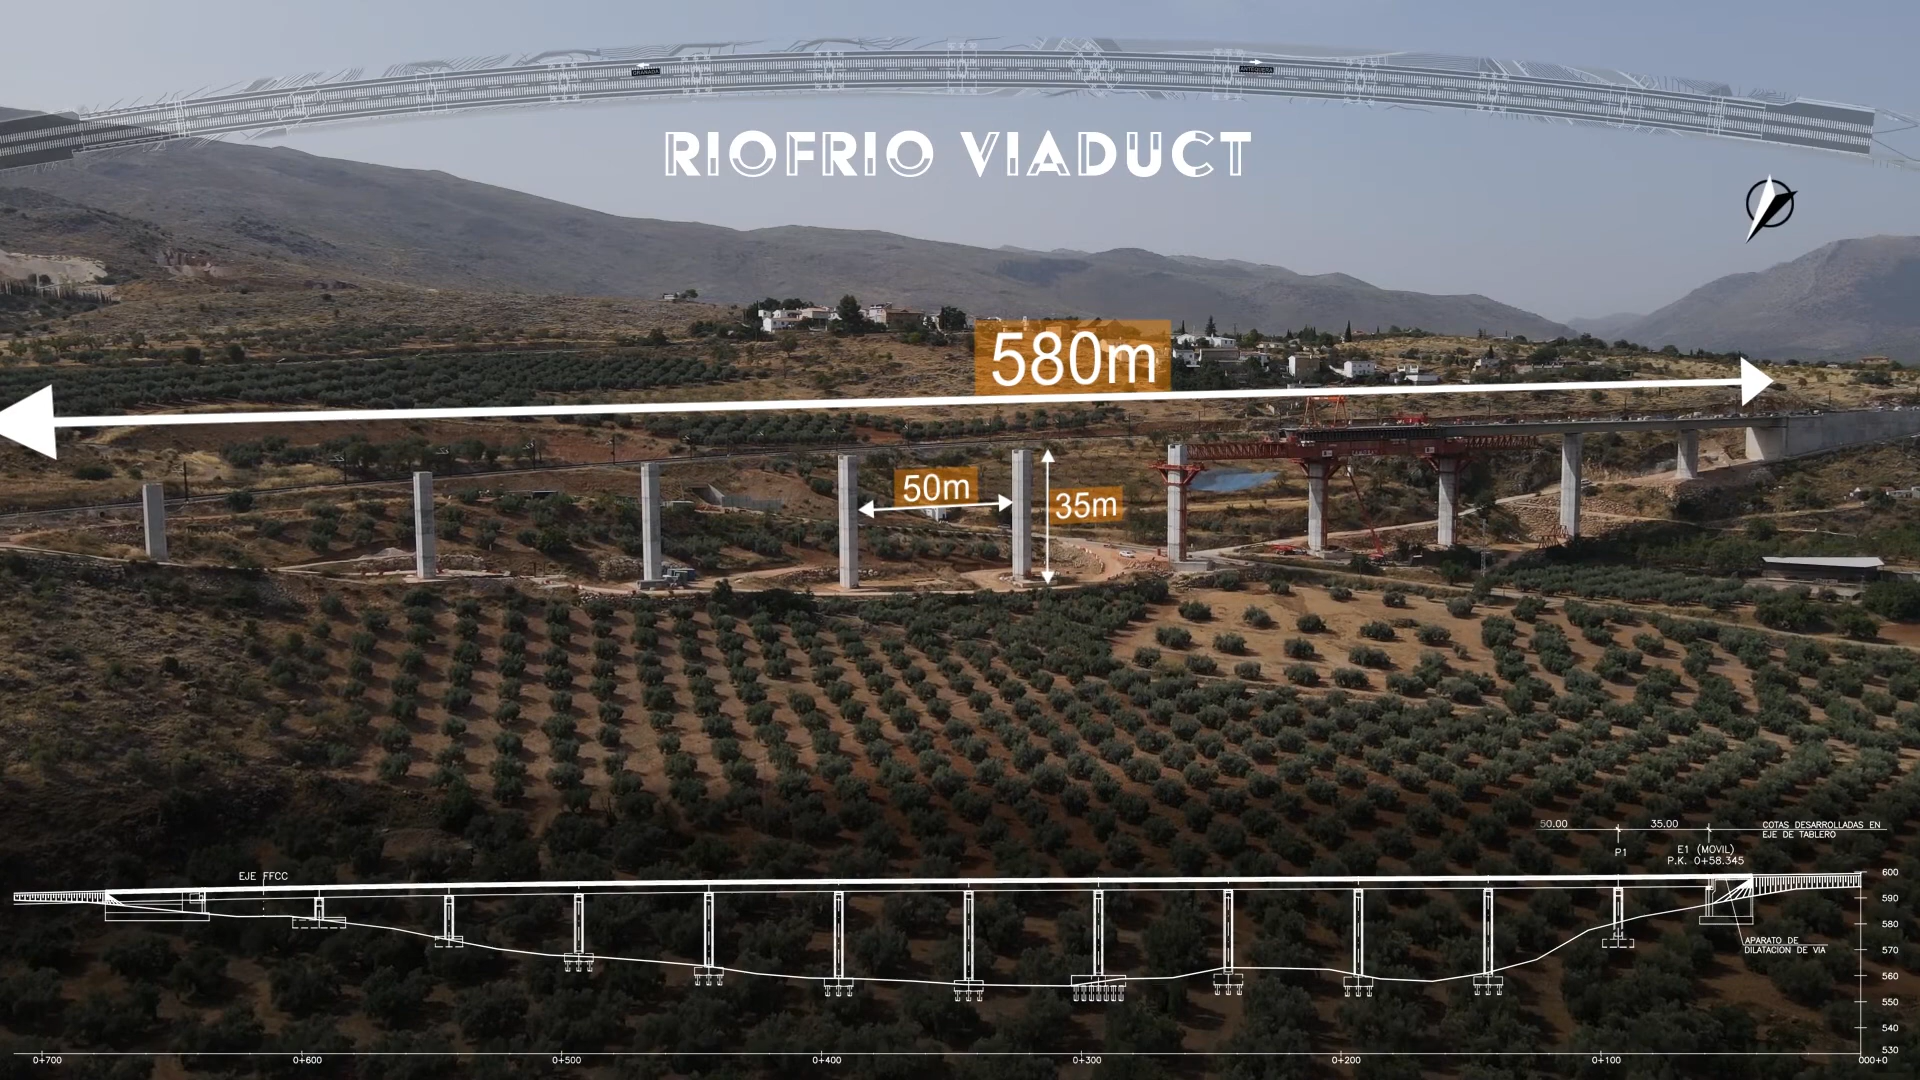 GRANADA
ANTEQUERA
RIOFRIO VIADUCT
580m
50m
35m
50.00
35.00
COTAS DESARROLLADAS EN
EJE DE TABLERO
P1
E1 (MOVIL)
P.K. 0+58.345
EJE FFCC
600
590
580
570
560
550
540
530
APARATO DE
DILATACION DE VIA
0+700
0+600
0+500
0+400
0+300
0+200
0+100
000+0